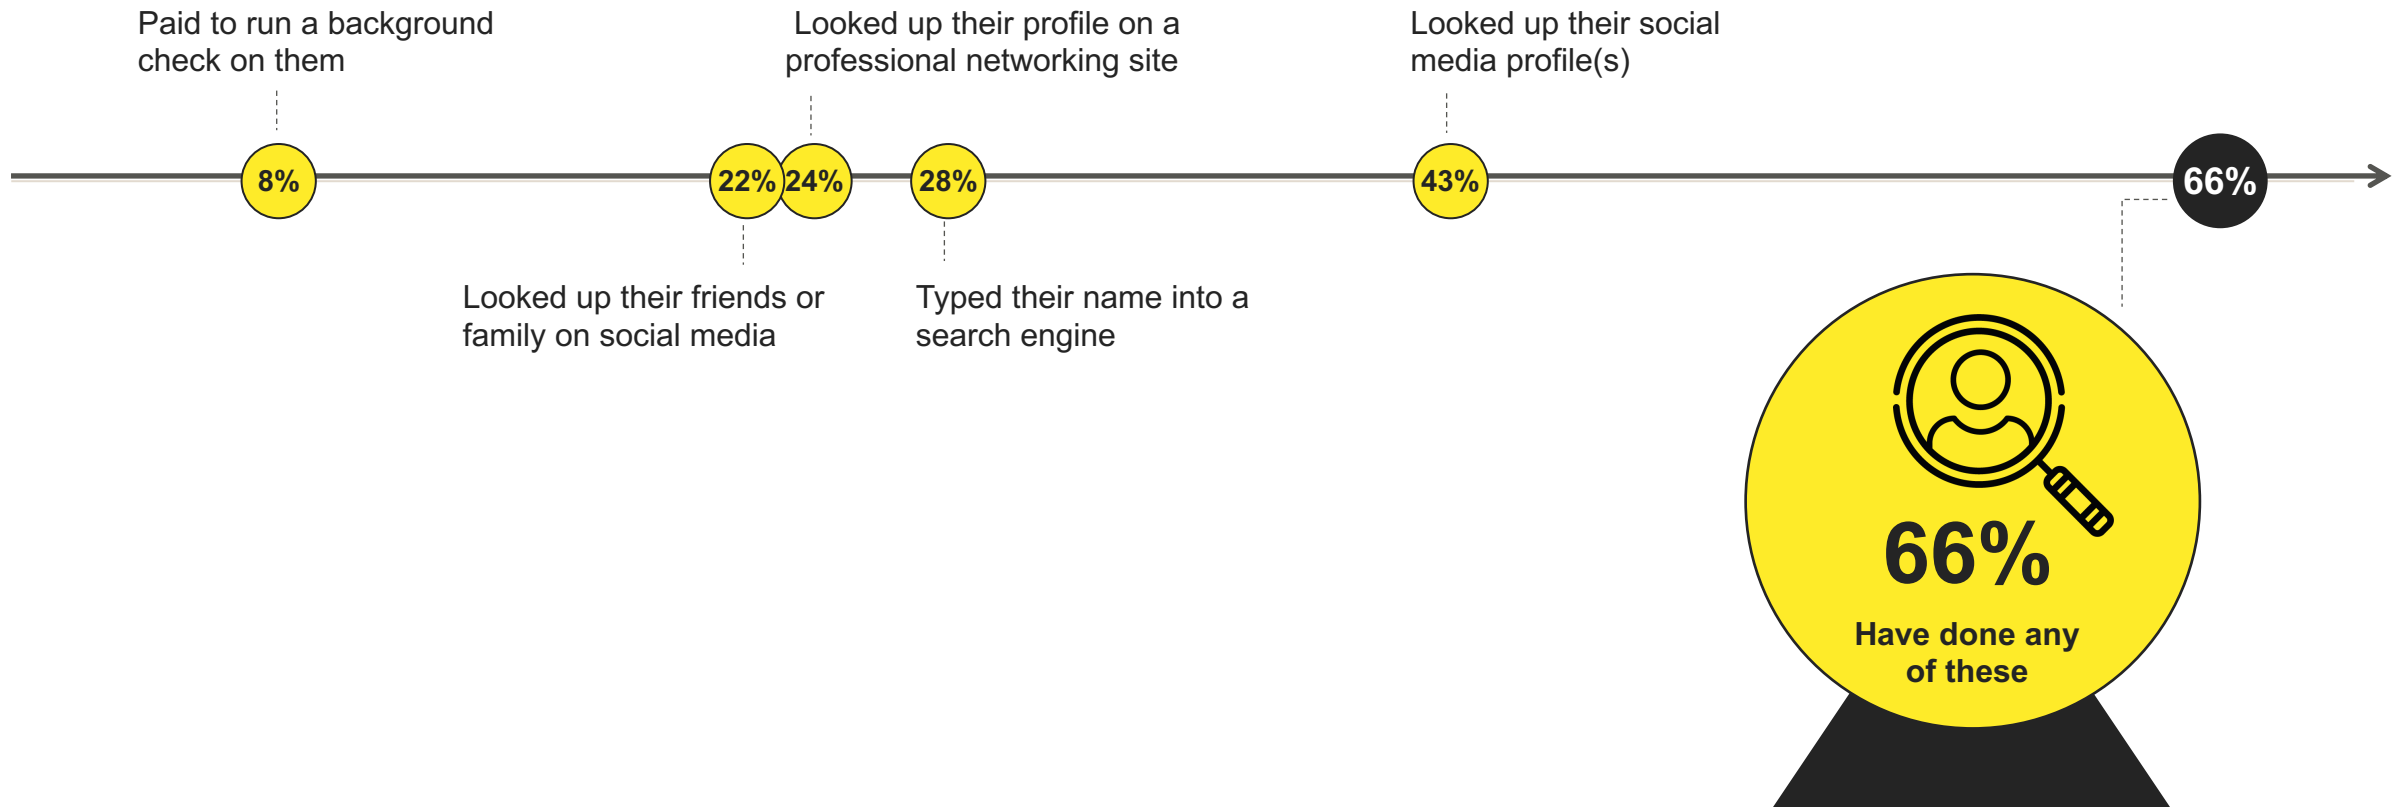 Paid to run a background
check on them
Looked up their profile on a
professional networking site
Looked up their social
media profile(s)
8%
22%
24%
28%
43%
66%
Looked up their friends or
family on social media
Typed their name into a
search engine
66%
Have done any
of these